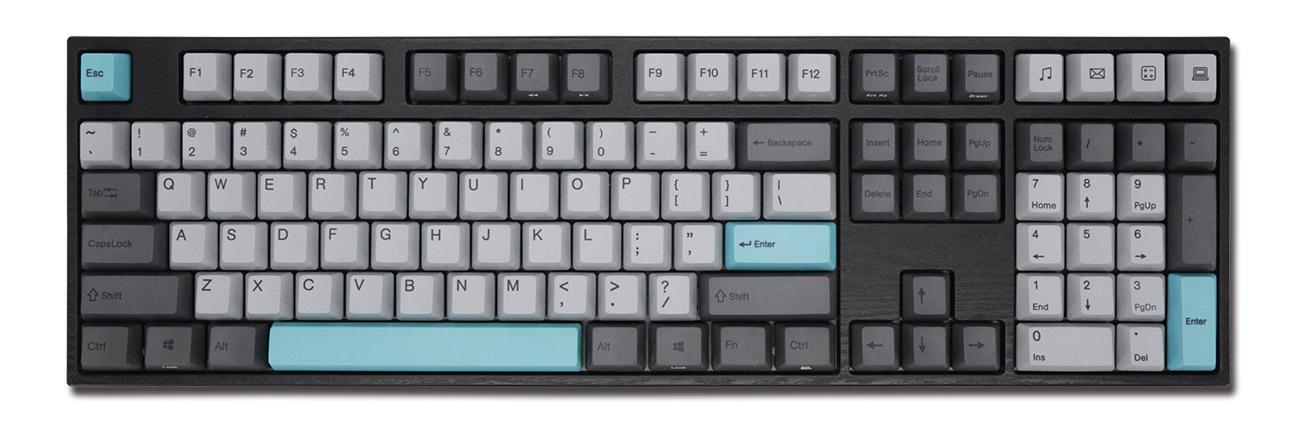 Esc F1 F2 F3 F4 F5 F6 F7 F8 F9 F10 F11 F12 PrtSc Scroll Lock Pause
~ ` ! 1 @ 2 # 3 $ 4 % 5 ^ 6 & 7 * 8 ( 9 ) 0 _ - + = ← Backspace Insert Home PgUp Num Lock / * -
Tab Q W E R T Y U I O P { [ } ] | \ Delete End PgDn 7 Home 8 ↑ 9 PgUp +
CapsLock A S D F G H J K L : ; " ' ↵ Enter 4 ← 5 6 →
⇧ Shift Z X C V B N M < , > . ? / ⇧ Shift ↑ 1 End 2 ↓ 3 PgDn Enter
Ctrl Alt Alt Fn Ctrl ← ↓ → 0 Ins . Del